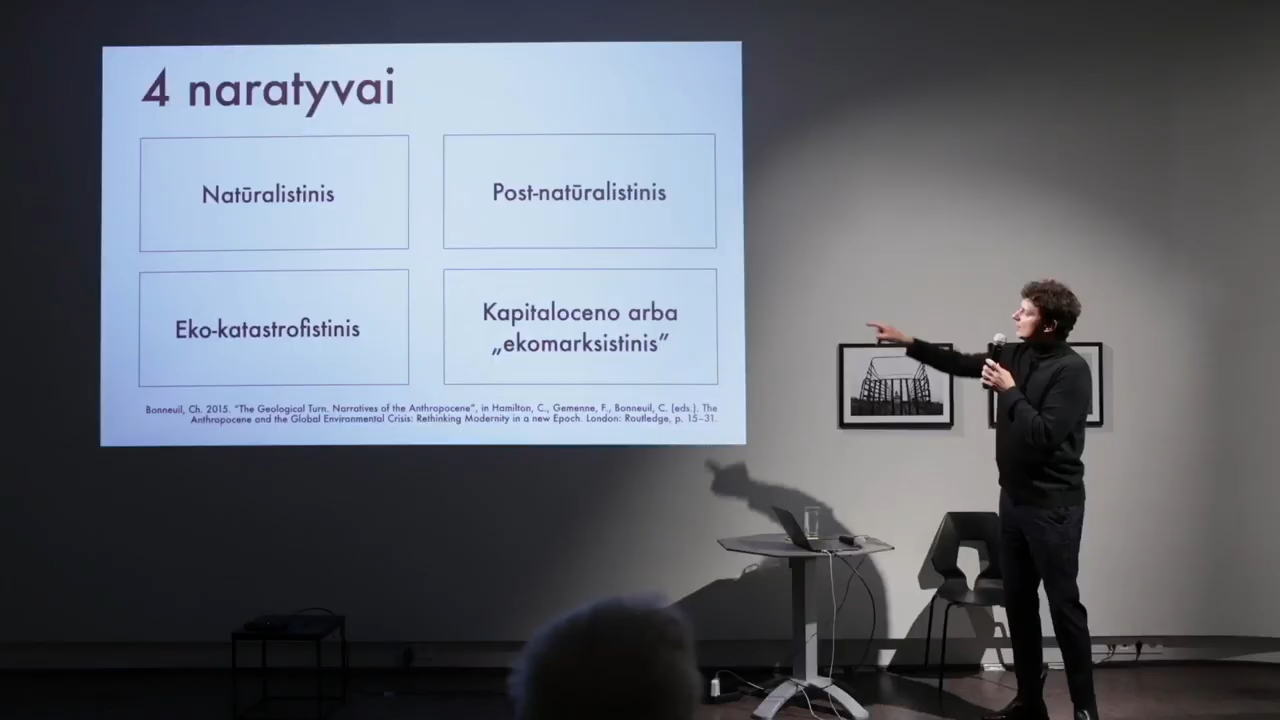 4 naratyvai
Natūralistinis
Post-natūralistinis
Eko-katastrofistinis
Kapitaloceno arba
„ekomarksistinis”
Bonneuil, Ch. 2015. “The Geological Turn. Narratives of the Anthropocene”, in Hamilton, C., Gemenne, F., Bonneuil, C. (eds.). The
Anthropocene and the Global Environmental Crisis: Rethinking Modernity in a new Epoch. London: Routledge, p. 15–31.